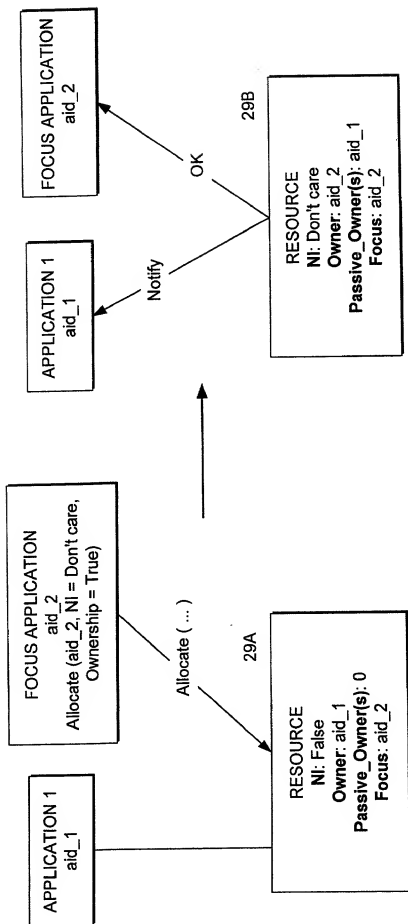 APPLICATION 1
aid_1
FOCUS APPLICATION
aid_2
Allocate (aid_2, NI = Don't care,
Ownership = True)
Allocate ( ... )
29A
RESOURCE
NI: False
Owner: aid_1
Passive_Owner(s): 0
Focus: aid_2
APPLICATION 1
aid_1
FOCUS APPLICATION
aid_2
Notify
OK
29B
RESOURCE
NI: Don't care
Owner: aid_2
Passive_Owner(s): aid_1
Focus: aid_2